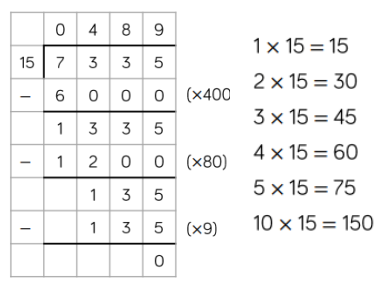 0 4 8 9
15 7 3 3 5
− 6 0 0 0 (×400
1 3 3 5
− 1 2 0 0 (×80)
1 3 5
− 1 3 5 (×9)
0
1 × 15 = 15
2 × 15 = 30
3 × 15 = 45
4 × 15 = 60
5 × 15 = 75
10 × 15 = 150